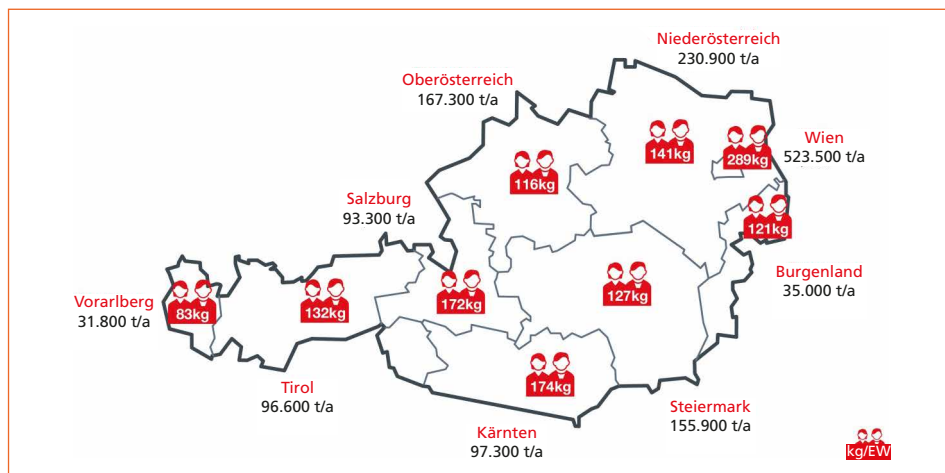 Niederösterreich
230.900 t/a
Oberösterreich
167.300 t/a
141kg
289kg
Wien
523.500 t/a
116kg
Salzburg
93.300 t/a
121kg
Burgenland
35.000 t/a
Vorarlberg
31.800 t/a
83kg
132kg
172kg
127kg
Tirol
96.600 t/a
174kg
Kärnten
97.300 t/a
Steiermark
155.900 t/a
kg/EW